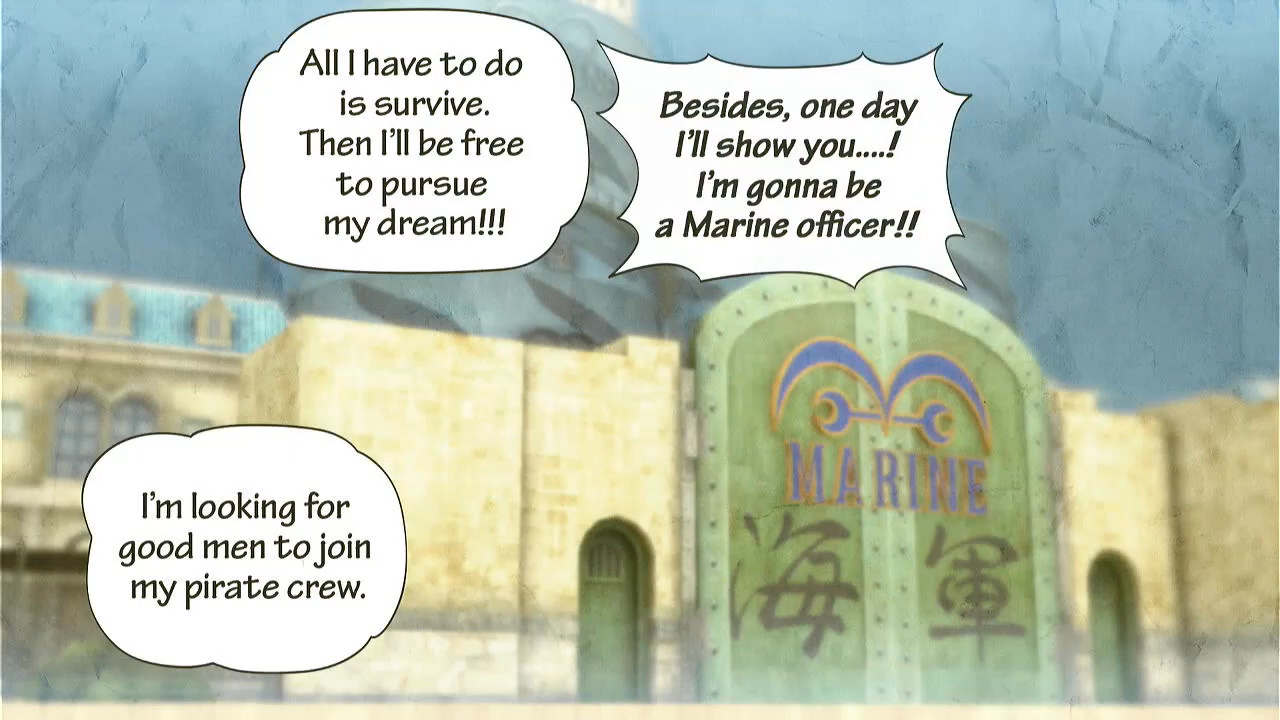 All I have to do
is survive.
Then I'll be free
to pursue
my dream!!!
Besides, one day
I'll show you....!
I'm gonna be
a Marine officer!!
I'm looking for
good men to join
my pirate crew.
MARINE
海軍